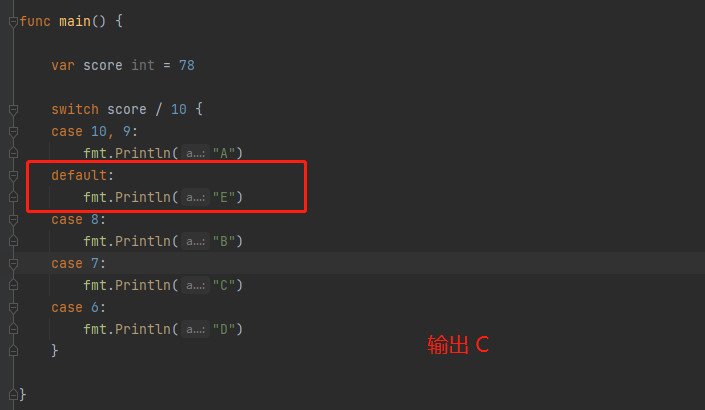 func main() {
var score int = 78
switch score / 10 {
case 10, 9:
fmt.Println( a...: "A")
default:
fmt.Println( a...: "E")
case 8:
fmt.Println( a...: "B")
case 7:
fmt.Println( a...: "C")
case 6:
fmt.Println( a...: "D")
}
输出 C
}